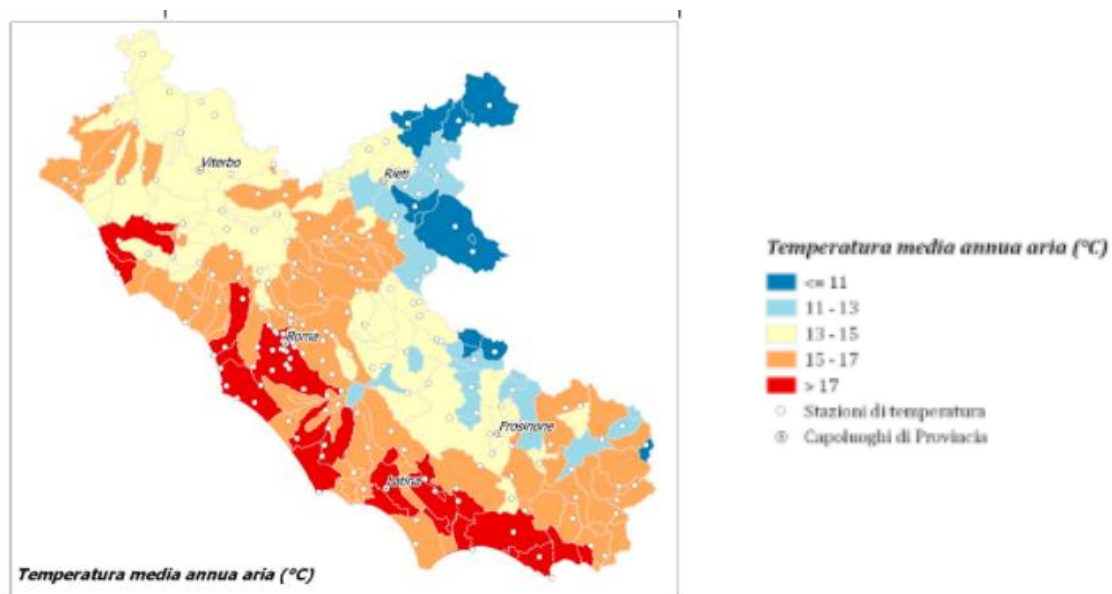 Viterbo
Rieti
Roma
Frosinone
Latina
Temperatura media annua aria (°C)
Temperatura media annua aria (°C)
<= 11
11 - 13
13 - 15
15 - 17
> 17
Stazioni di temperatura
Capoluoghi di Provincia